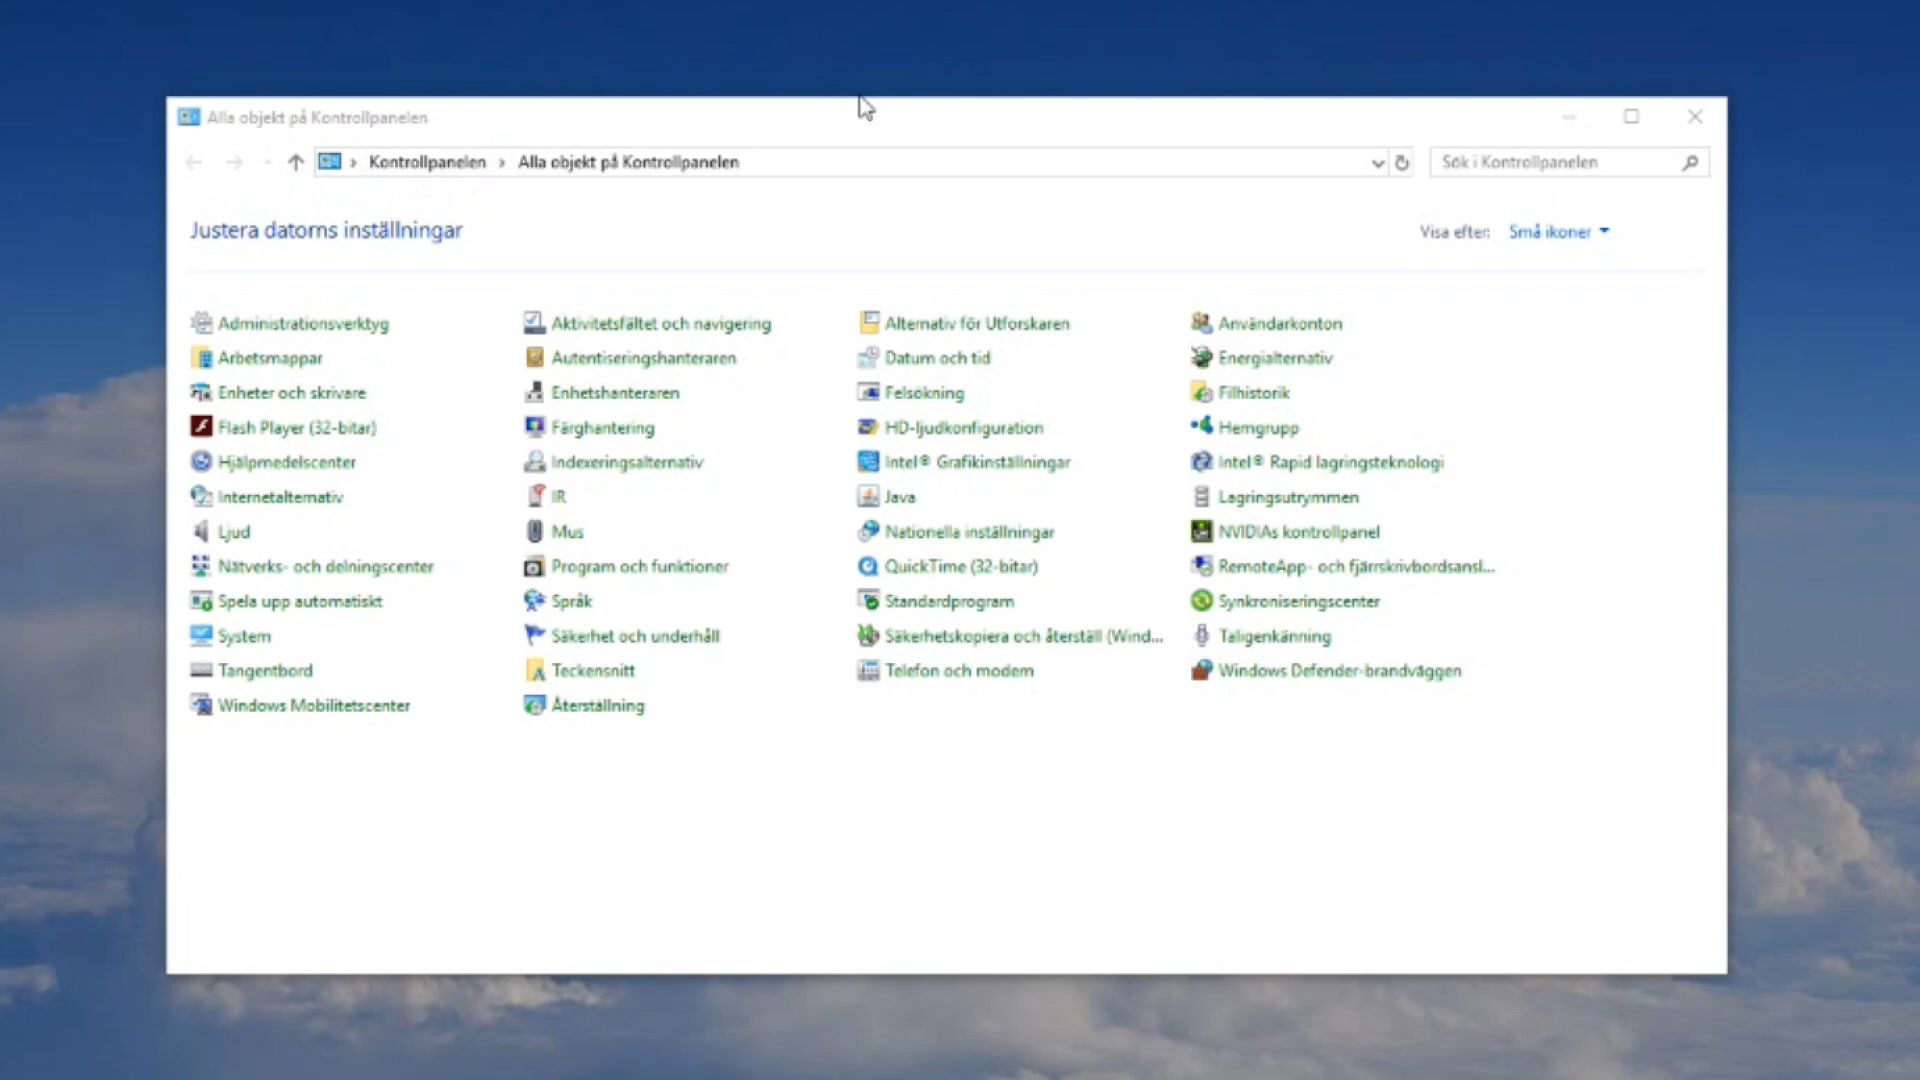 Alla objekt på Kontrollpanelen
Kontrollpanelen > Alla objekt på Kontrollpanelen
Sök i Kontrollpanelen
Justera datorns inställningar
Visa efter: Små ikoner
Administrationsverktyg
Aktivitetsfältet och navigering
Alternativ för Utforskaren
Användarkonton
Arbetsmappar
Autentiseringshanteraren
Datum och tid
Energialternativ
Enheter och skrivare
Enhetshanteraren
Felsökning
Filhistorik
Flash Player (32-bitar)
Färghantering
HD-ljudkonfiguration
Hemgrupp
Hjälpmedelscenter
Indexeringsalternativ
Intel® Grafikinställningar
Intel® Rapid lagringsteknologi
Internetalternativ
IR
Java
Lagringsutrymmen
Ljud
Mus
Nationella inställningar
NVIDIAs kontrollpanel
Nätverks- och delningscenter
Program och funktioner
QuickTime (32-bitar)
RemoteApp- och fjärrskrivbordsansl...
Spela upp automatiskt
Språk
Standardprogram
Synkroniseringscenter
System
Säkerhet och underhåll
Säkerhetskopiera och återställ (Wind...
Taligenkänning
Tangentbord
Teckensnitt
Telefon och modem
Windows Defender-brandväggen
Windows Mobilitetscenter
Återställning